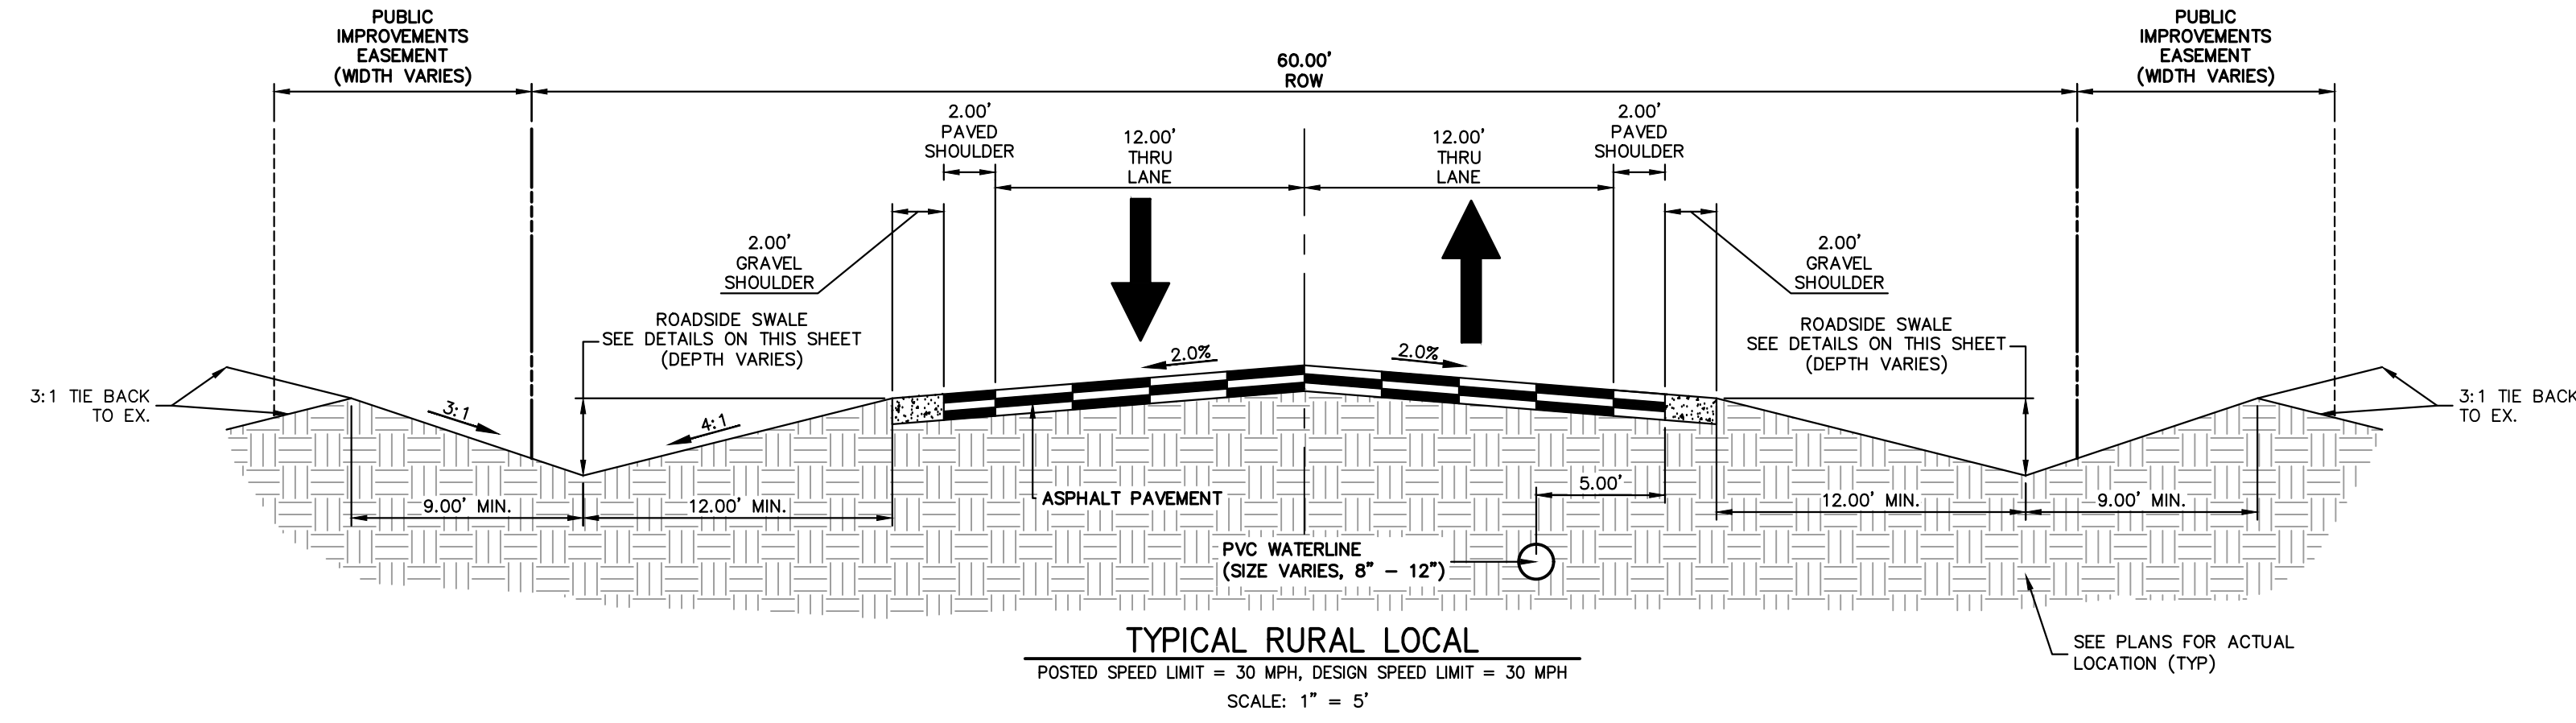 PUBLIC
IMPROVEMENTS
EASEMENT
(WIDTH VARIES)
60.00'
ROW
PUBLIC
IMPROVEMENTS
EASEMENT
(WIDTH VARIES)
2.00'
PAVED
SHOULDER
12.00'
THRU
LANE
12.00'
THRU
LANE
2.00'
PAVED
SHOULDER
2.00'
GRAVEL
SHOULDER
2.00'
GRAVEL
SHOULDER
ROADSIDE SWALE
SEE DETAILS ON THIS SHEET
(DEPTH VARIES)
ROADSIDE SWALE
SEE DETAILS ON THIS SHEET
(DEPTH VARIES)
2.0%
2.0%
3:1 TIE BACK
TO EX.
3:1
4:1
3:1 TIE BACK
TO EX.
9.00' MIN.
12.00' MIN.
ASPHALT PAVEMENT
5.00'
12.00' MIN.
9.00' MIN.
PVC WATERLINE
(SIZE VARIES, 8" - 12")
SEE PLANS FOR ACTUAL
LOCATION (TYP)
TYPICAL RURAL LOCAL
POSTED SPEED LIMIT = 30 MPH, DESIGN SPEED LIMIT = 30 MPH
SCALE: 1" = 5'